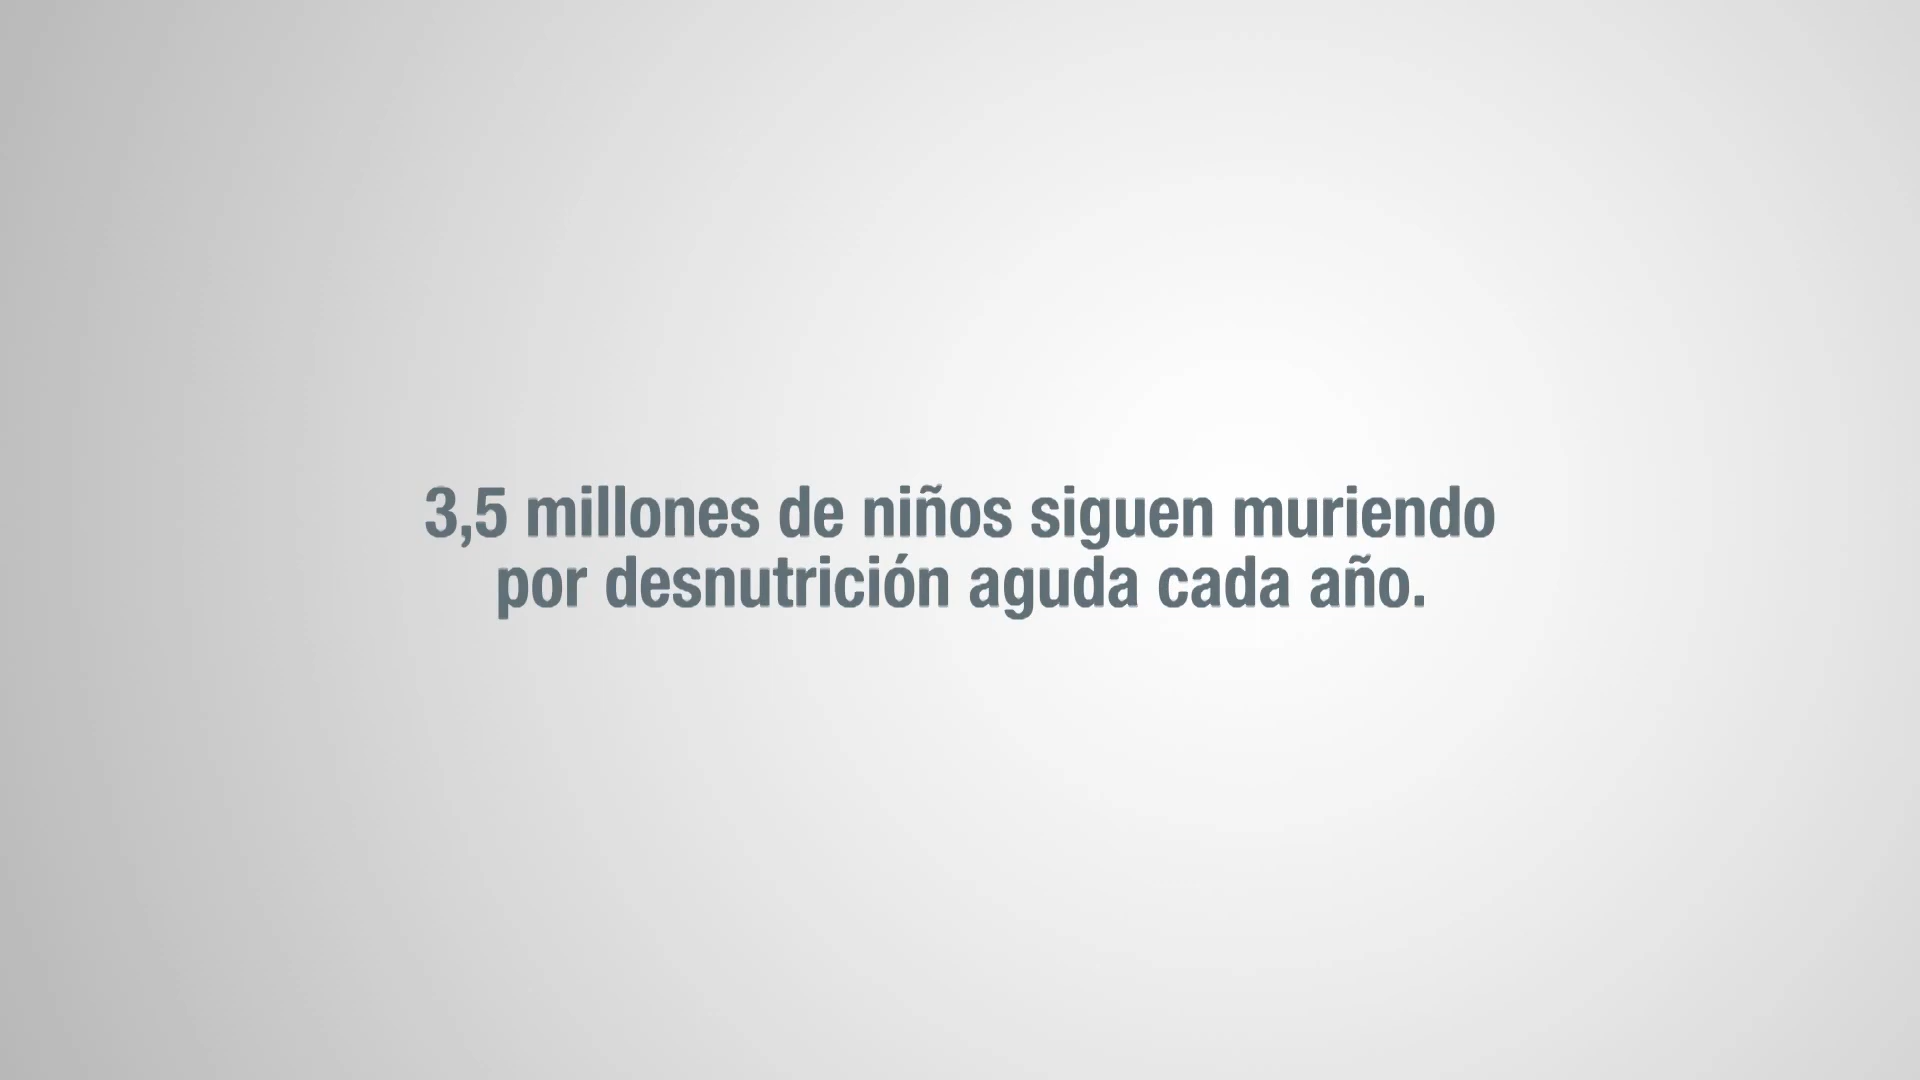 3,5 millones de niños siguen muriendo
por desnutrición aguda cada año.